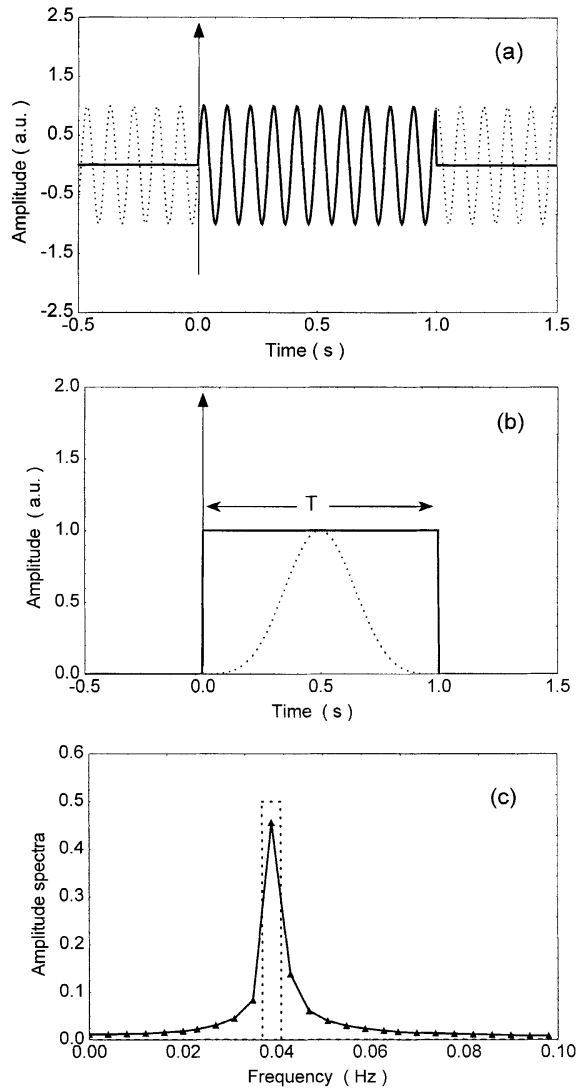 (a)
Amplitude ( a.u. )
2.5
1.5
0.5
-0.5
-1.5
-2.5
-0.5 0.0 0.5 1.0 1.5
Time ( s )
(b)
Amplitude ( a.u. )
2.0
1.5
1.0
0.5
0.0
T
-0.5 0.0 0.5 1.0 1.5
Time ( s )
(c)
Amplitude spectra
0.6
0.5
0.4
0.3
0.2
0.1
0.0
0.00 0.02 0.04 0.06 0.08 0.10
Frequency ( Hz )